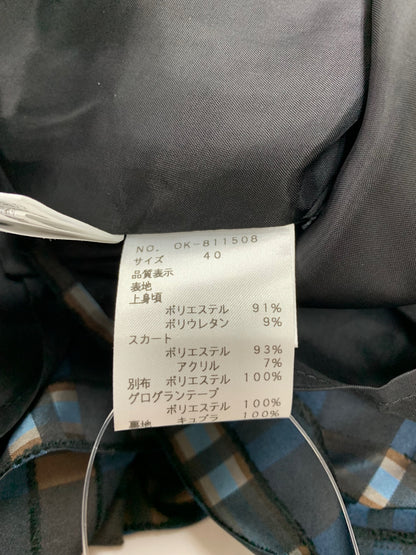 NO. OK-811508
サイズ 40
品質表示
表地
上身頃
ポリエステル 91%
ポリウレタン 9%
スカート
ポリエステル 93%
アクリル 7%
別布 ポリエステル 100%
グログランテープ
ポリエステル 100%
裏地 キュプラ 100%